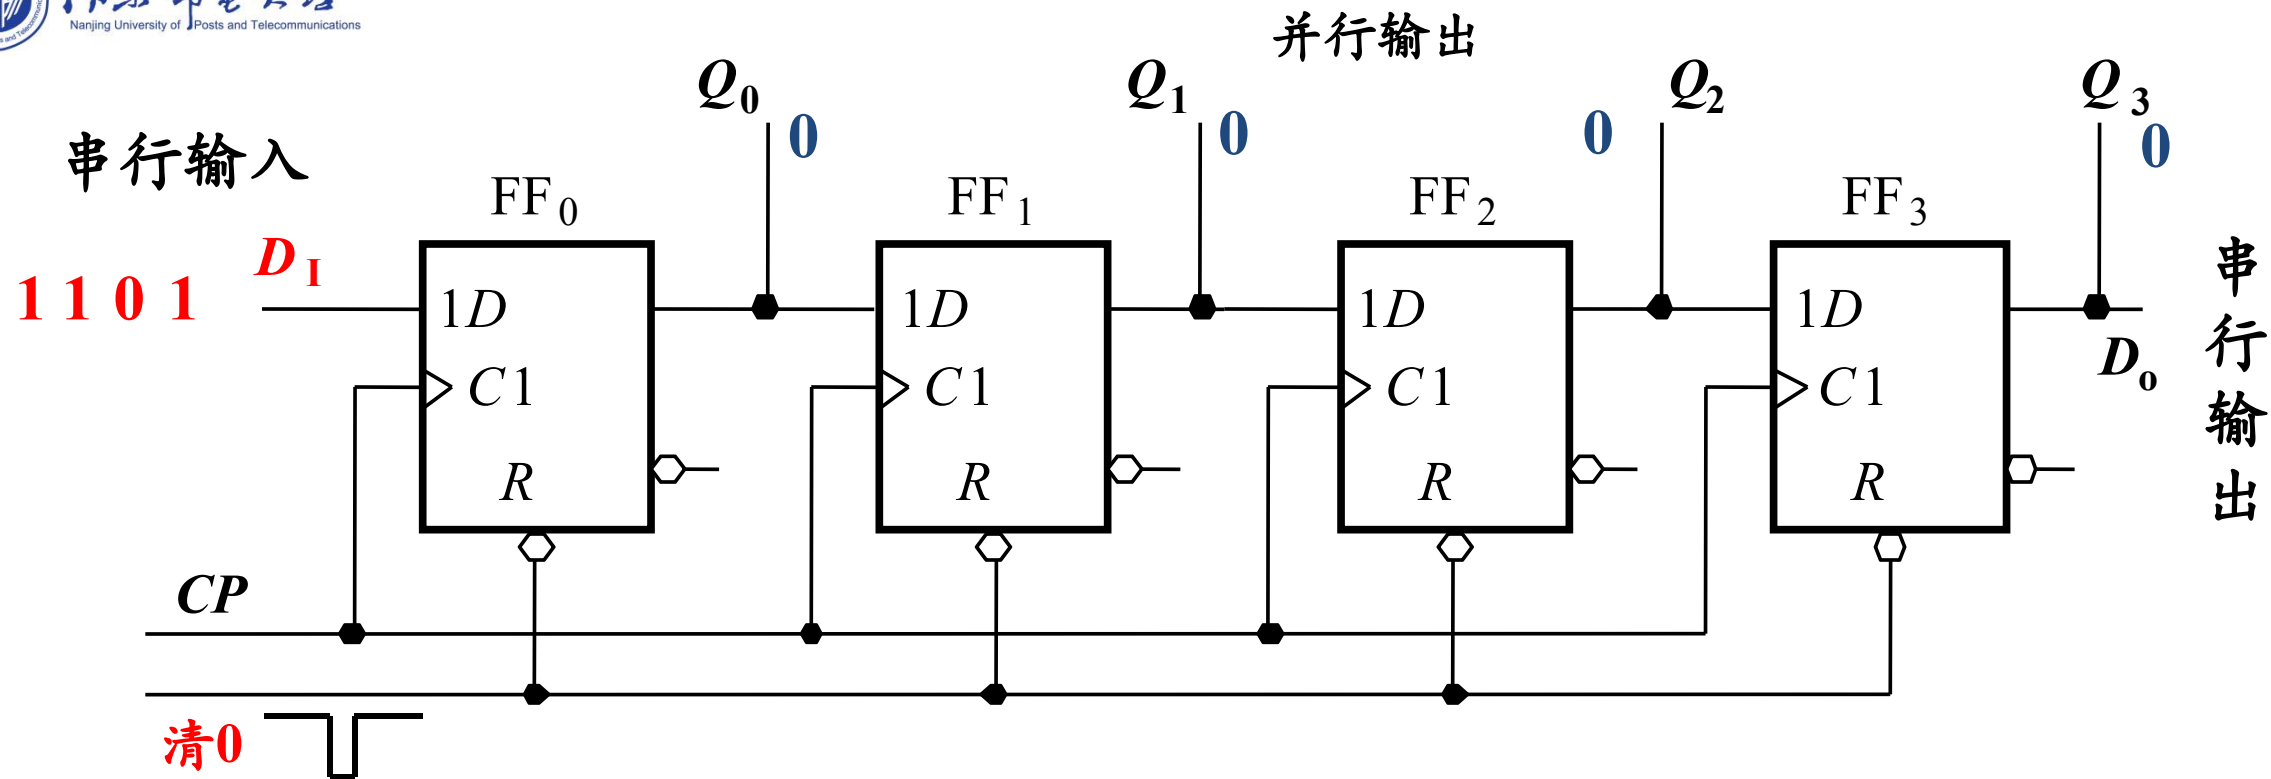 Nanjing University of Posts and Telecommunications
并行输出
Q0 Q1 Q2 Q3
0 0 0 0
串行输入
FF0 FF1 FF2 FF3
DI
1 1 0 1
1D 1D 1D 1D
C1 C1 C1 C1
R R R R
Do
串行输出
CP
清0